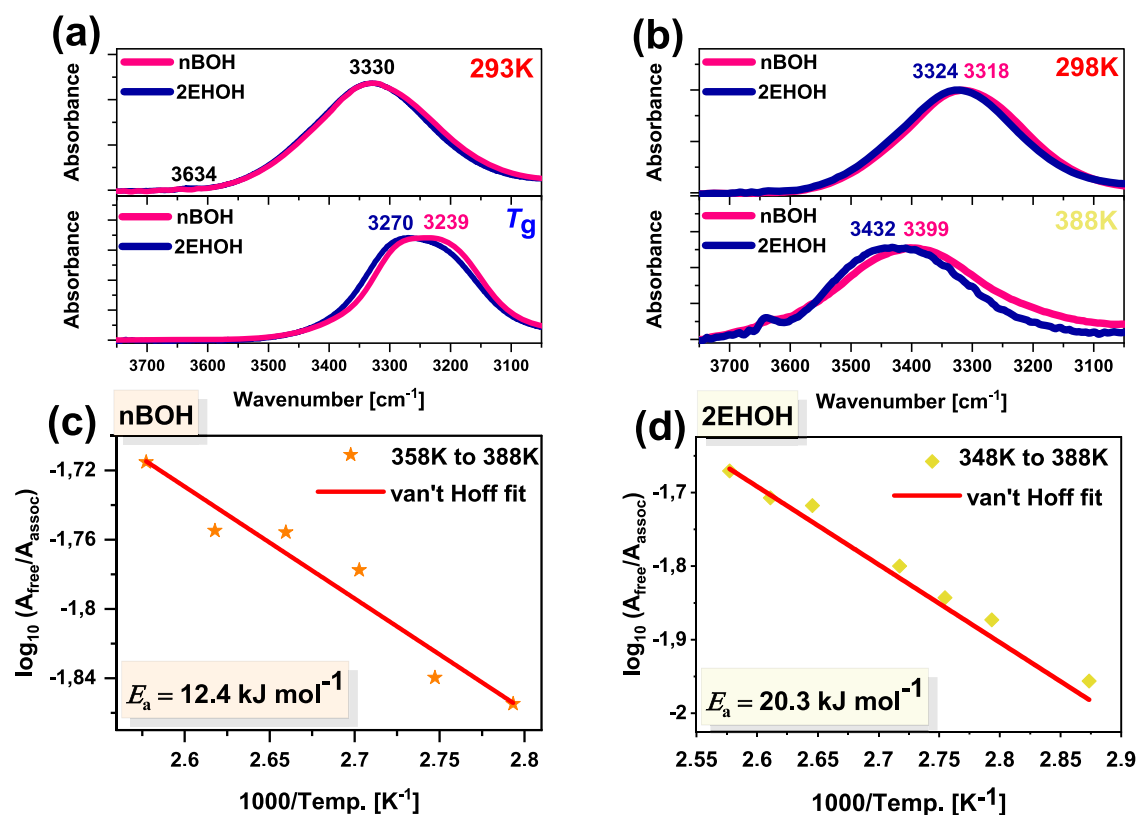 (a)
nBOH
2EHOH
3330
293K
3634
Absorbance
nBOH
2EHOH
3270 3239
Tg
Absorbance
3700 3600 3500 3400 3300 3200 3100
Wavenumber [cm-1]
(b)
nBOH
2EHOH
3324 3318
298K
Absorbance
nBOH
2EHOH
3432 3399
388K
Absorbance
3700 3600 3500 3400 3300 3200 3100
Wavenumber [cm-1]
(c)
nBOH
358K to 388K
van't Hoff fit
-1,72
-1,76
-1,8
-1,84
log10 (Afree/Aassoc)
Ea = 12.4 kJ mol-1
2.6 2.65 2.7 2.75 2.8
1000/Temp. [K-1]
(d)
2EHOH
348K to 388K
van't Hoff fit
-1,7
-1,8
-1,9
-2
log10 (Afree/Aassoc)
Ea = 20.3 kJ mol-1
2.55 2.6 2.65 2.7 2.75 2.8 2.85 2.9
1000/Temp. [K-1]